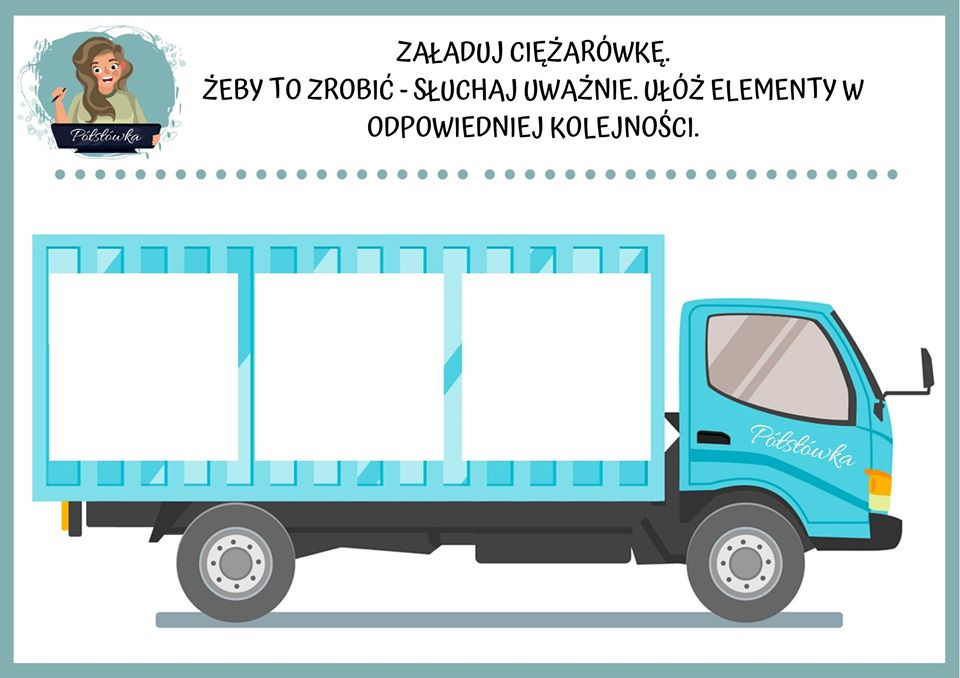 ZAŁADUJ CIĘŻARÓWKĘ.
ŻEBY TO ZROBIĆ - SŁUCHAJ UWAŻNIE. UŁÓŻ ELEMENTY W
ODPOWIEDNIEJ KOLEJNOŚCI.
Półsłówka
Półsłówka